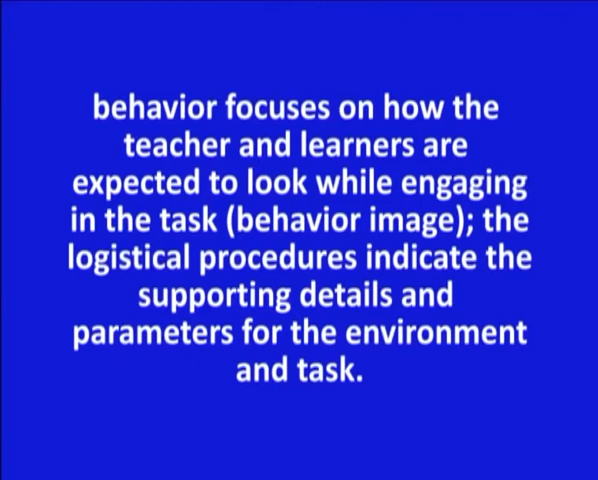 behavior focuses on how the
teacher and learners are
expected to look while engaging
in the task (behavior image); the
logistical procedures indicate the
supporting details and
parameters for the environment
and task.